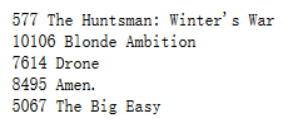 577 The Huntsman: Winter's War
10106 Blonde Ambition
7614 Drone
8495 Amen.
5067 The Big Easy